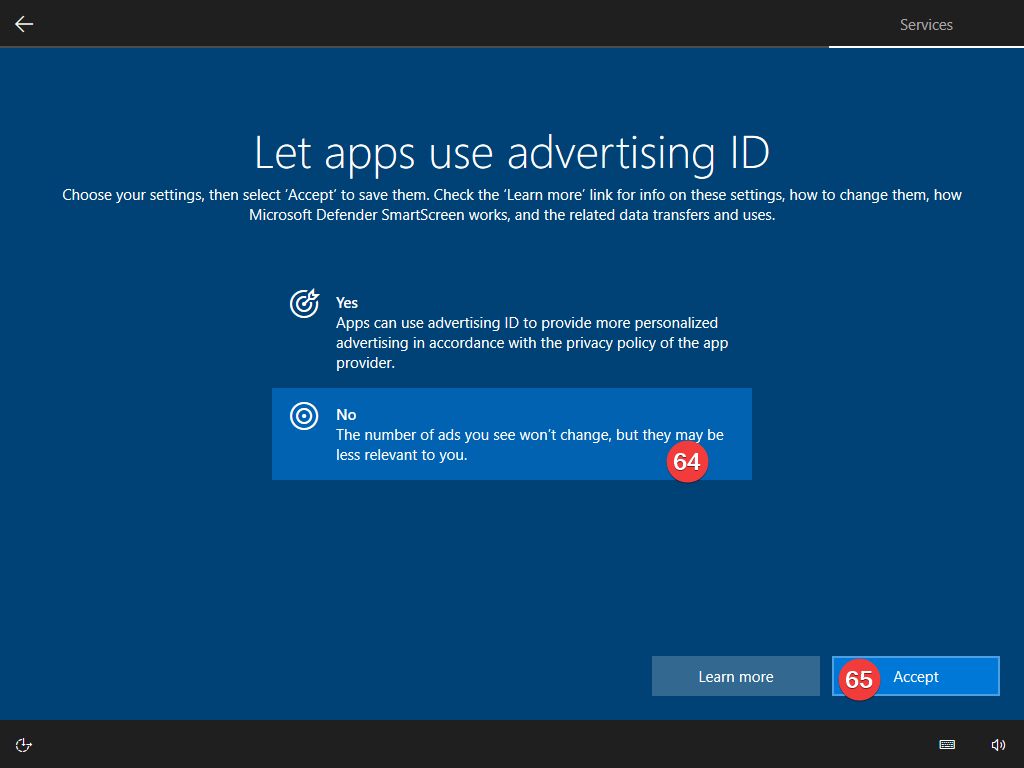 Services
Let apps use advertising ID
Choose your settings, then select ‘Accept’ to save them. Check the ‘Learn more’ link for info on these settings, how to change them, how
Microsoft Defender SmartScreen works, and the related data transfers and uses.
Yes
Apps can use advertising ID to provide more personalized
advertising in accordance with the privacy policy of the app
provider.
No
The number of ads you see won’t change, but they may be
less relevant to you.
64
Learn more
65 Accept